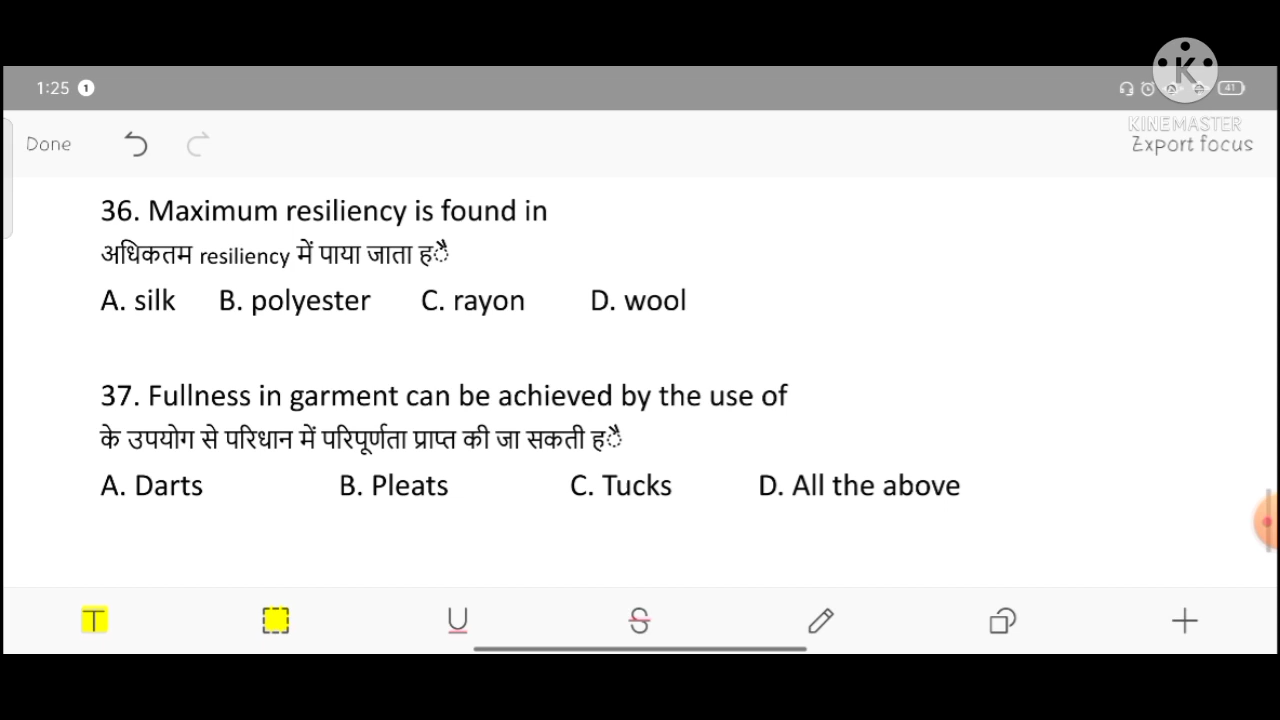 1:25 1
41
K
KINEMASTER
Done
Export focus
36. Maximum resiliency is found in
अधिकतम resiliency में पाया जाता हैै
A. silk B. polyester C. rayon D. wool
37. Fullness in garment can be achieved by the use of
के उपयोग से परिधान में परिपूर्णता प्राप्त की जा सकती हैै
A. Darts B. Pleats C. Tucks D. All the above
T U S